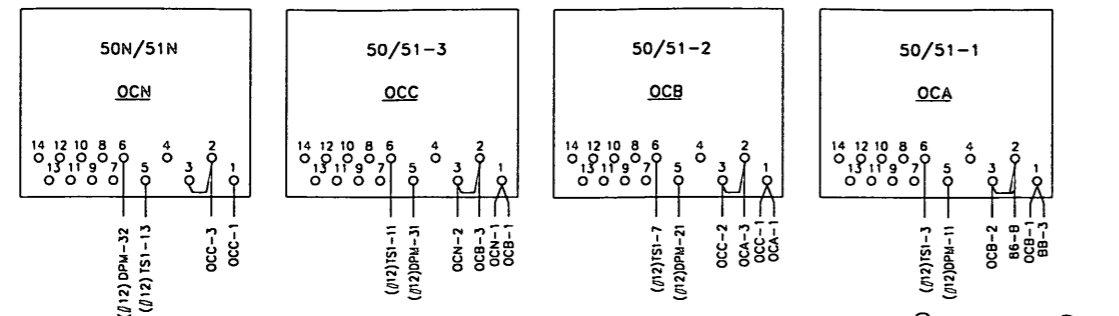 50N/51N
OCN
14 12 10 8 6 4 2
13 11 9 7 5 3 1
(#12)DPM-32
(#12)TS1-13
OCC-3
OCC-1
50/51-3
OCC
14 12 10 8 6 4 2
13 11 9 7 5 3 1
(#12)TS1-11
(#12)DPM-31
OCN-2
OCB-3
OCN-1
OCB-1
50/51-2
OCB
14 12 10 8 6 4 2
13 11 9 7 5 3 1
(#12)TS1-7
(#12)DPM-21
OCC-2
OCA-3
OCC-1
OCA-1
50/51-1
OCA
14 12 10 8 6 4 2
13 11 9 7 5 3 1
(#12)TS1-3
(#12)DPM-11
OCB-2
86-B
OCB-1
BB-3